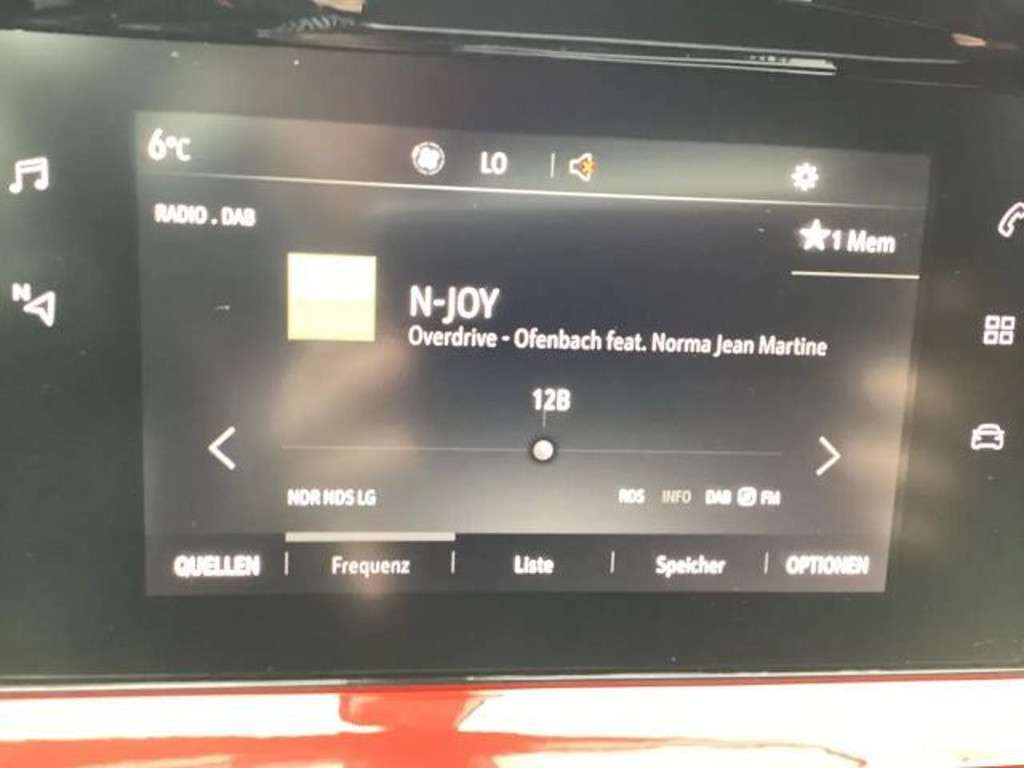 6°C
LO
RADIO . DAB
1 Mem
N-JOY
Overdrive - Ofenbach feat. Norma Jean Martine
12B
N
NDR NDS LG
RDS INFO DAB FM
QUELLEN | Frequenz | Liste | Speicher | OPTIONEN